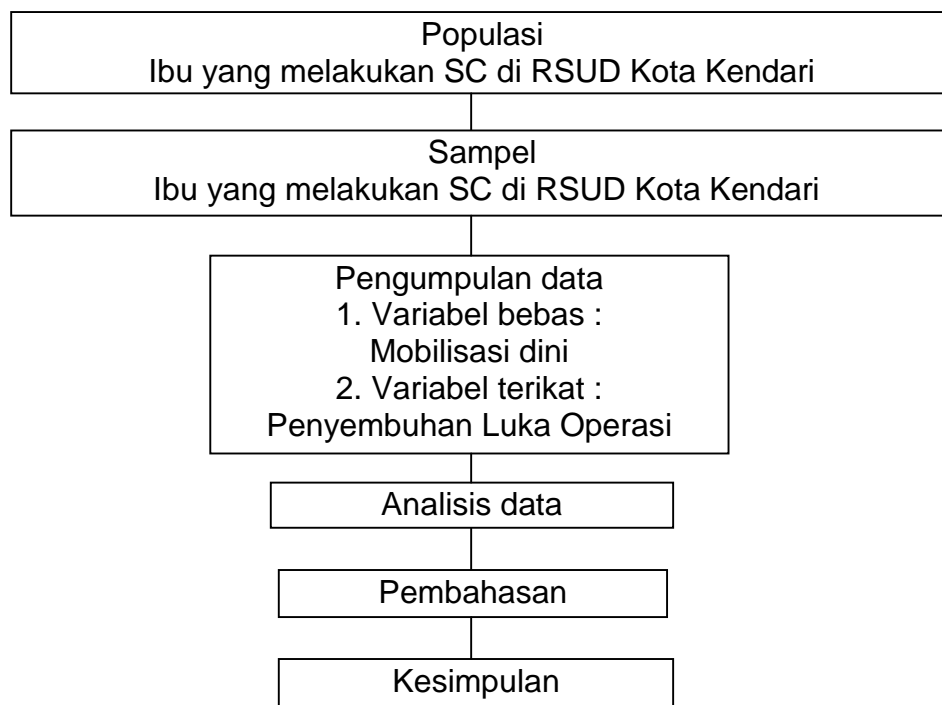 Populasi
Ibu yang melakukan SC di RSUD Kota Kendari
Sampel
Ibu yang melakukan SC di RSUD Kota Kendari
Pengumpulan data
1. Variabel bebas :
Mobilisasi dini
2. Variabel terikat :
Penyembuhan Luka Operasi
Analisis data
Pembahasan
Kesimpulan